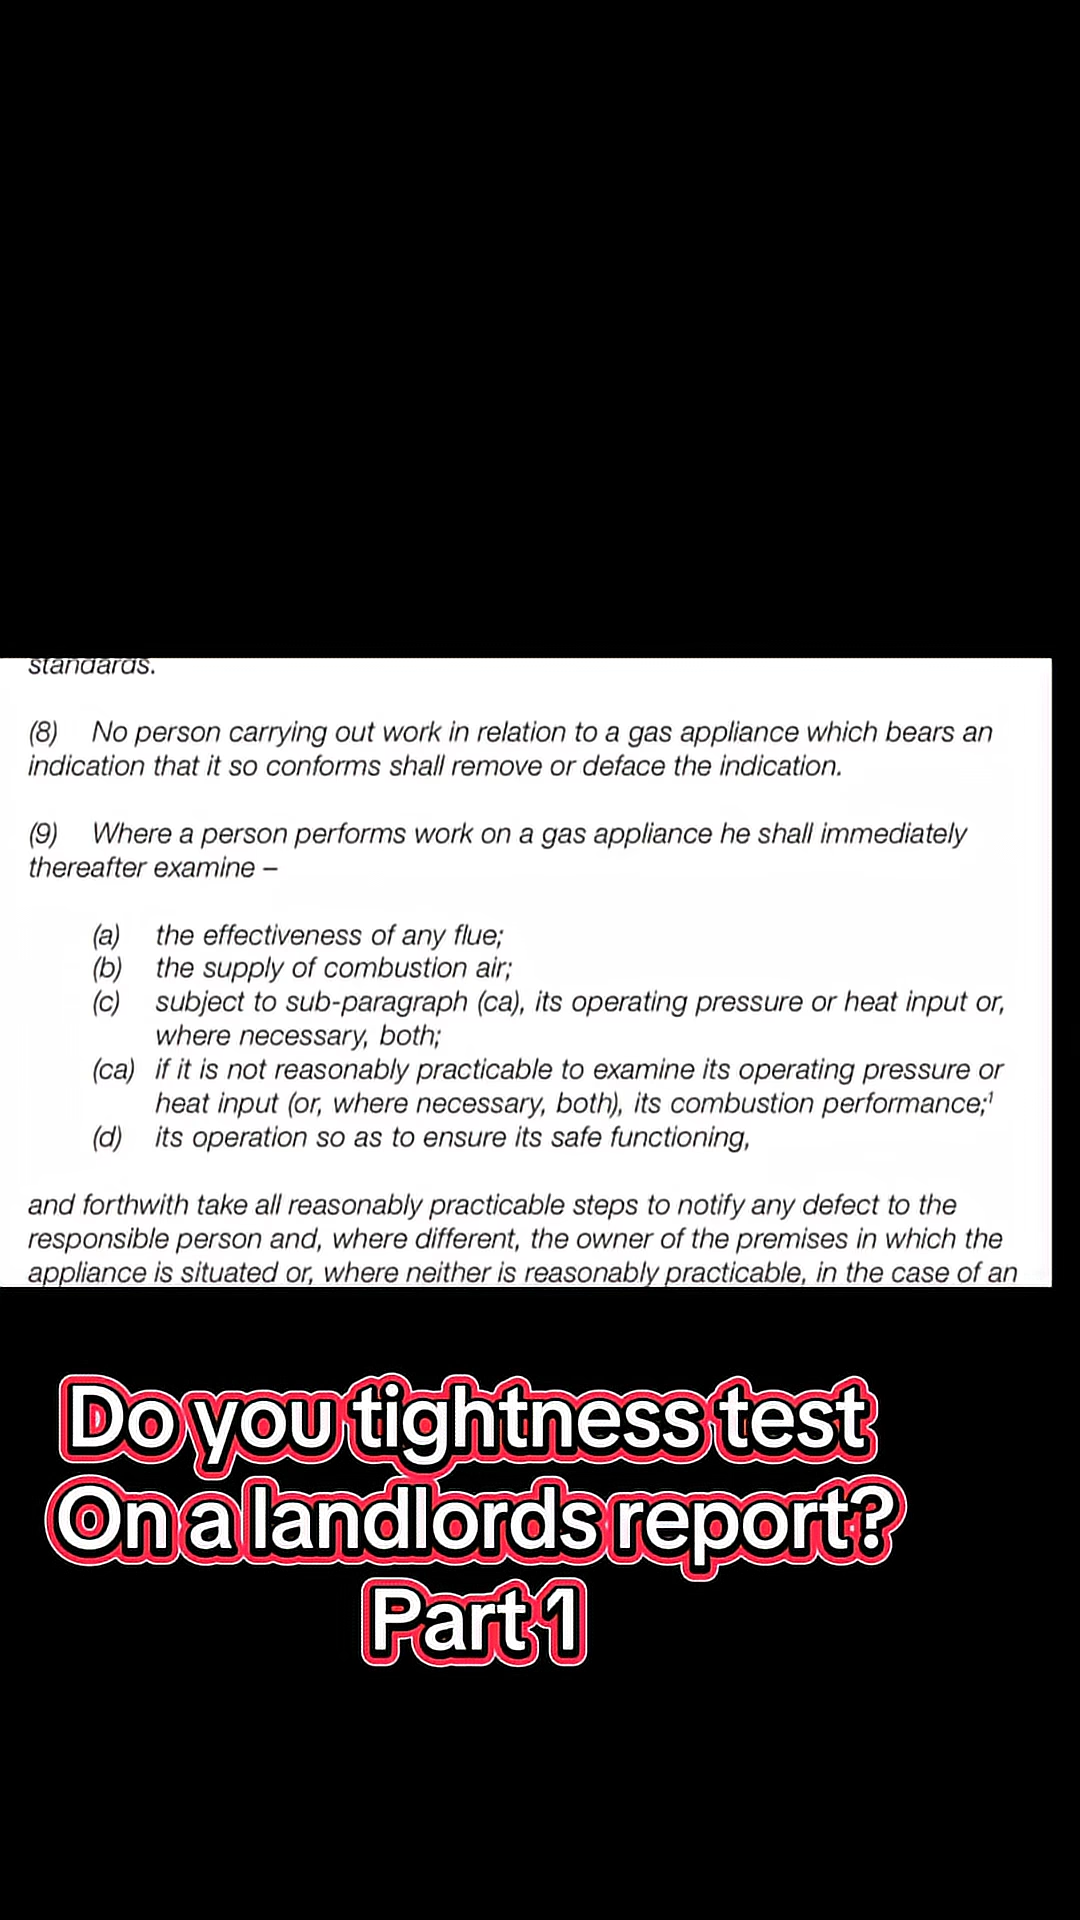 standards.
(8) No person carrying out work in relation to a gas appliance which bears an
indication that it so conforms shall remove or deface the indication.
(9) Where a person performs work on a gas appliance he shall immediately
thereafter examine –
(a) the effectiveness of any flue;
(b) the supply of combustion air;
(c) subject to sub-paragraph (ca), its operating pressure or heat input or,
where necessary, both;
(ca) if it is not reasonably practicable to examine its operating pressure or
heat input (or, where necessary, both), its combustion performance;¹
(d) its operation so as to ensure its safe functioning,
and forthwith take all reasonably practicable steps to notify any defect to the
responsible person and, where different, the owner of the premises in which the
appliance is situated or, where neither is reasonably practicable, in the case of an
Do you tightness test
On a landlords report?
Part 1